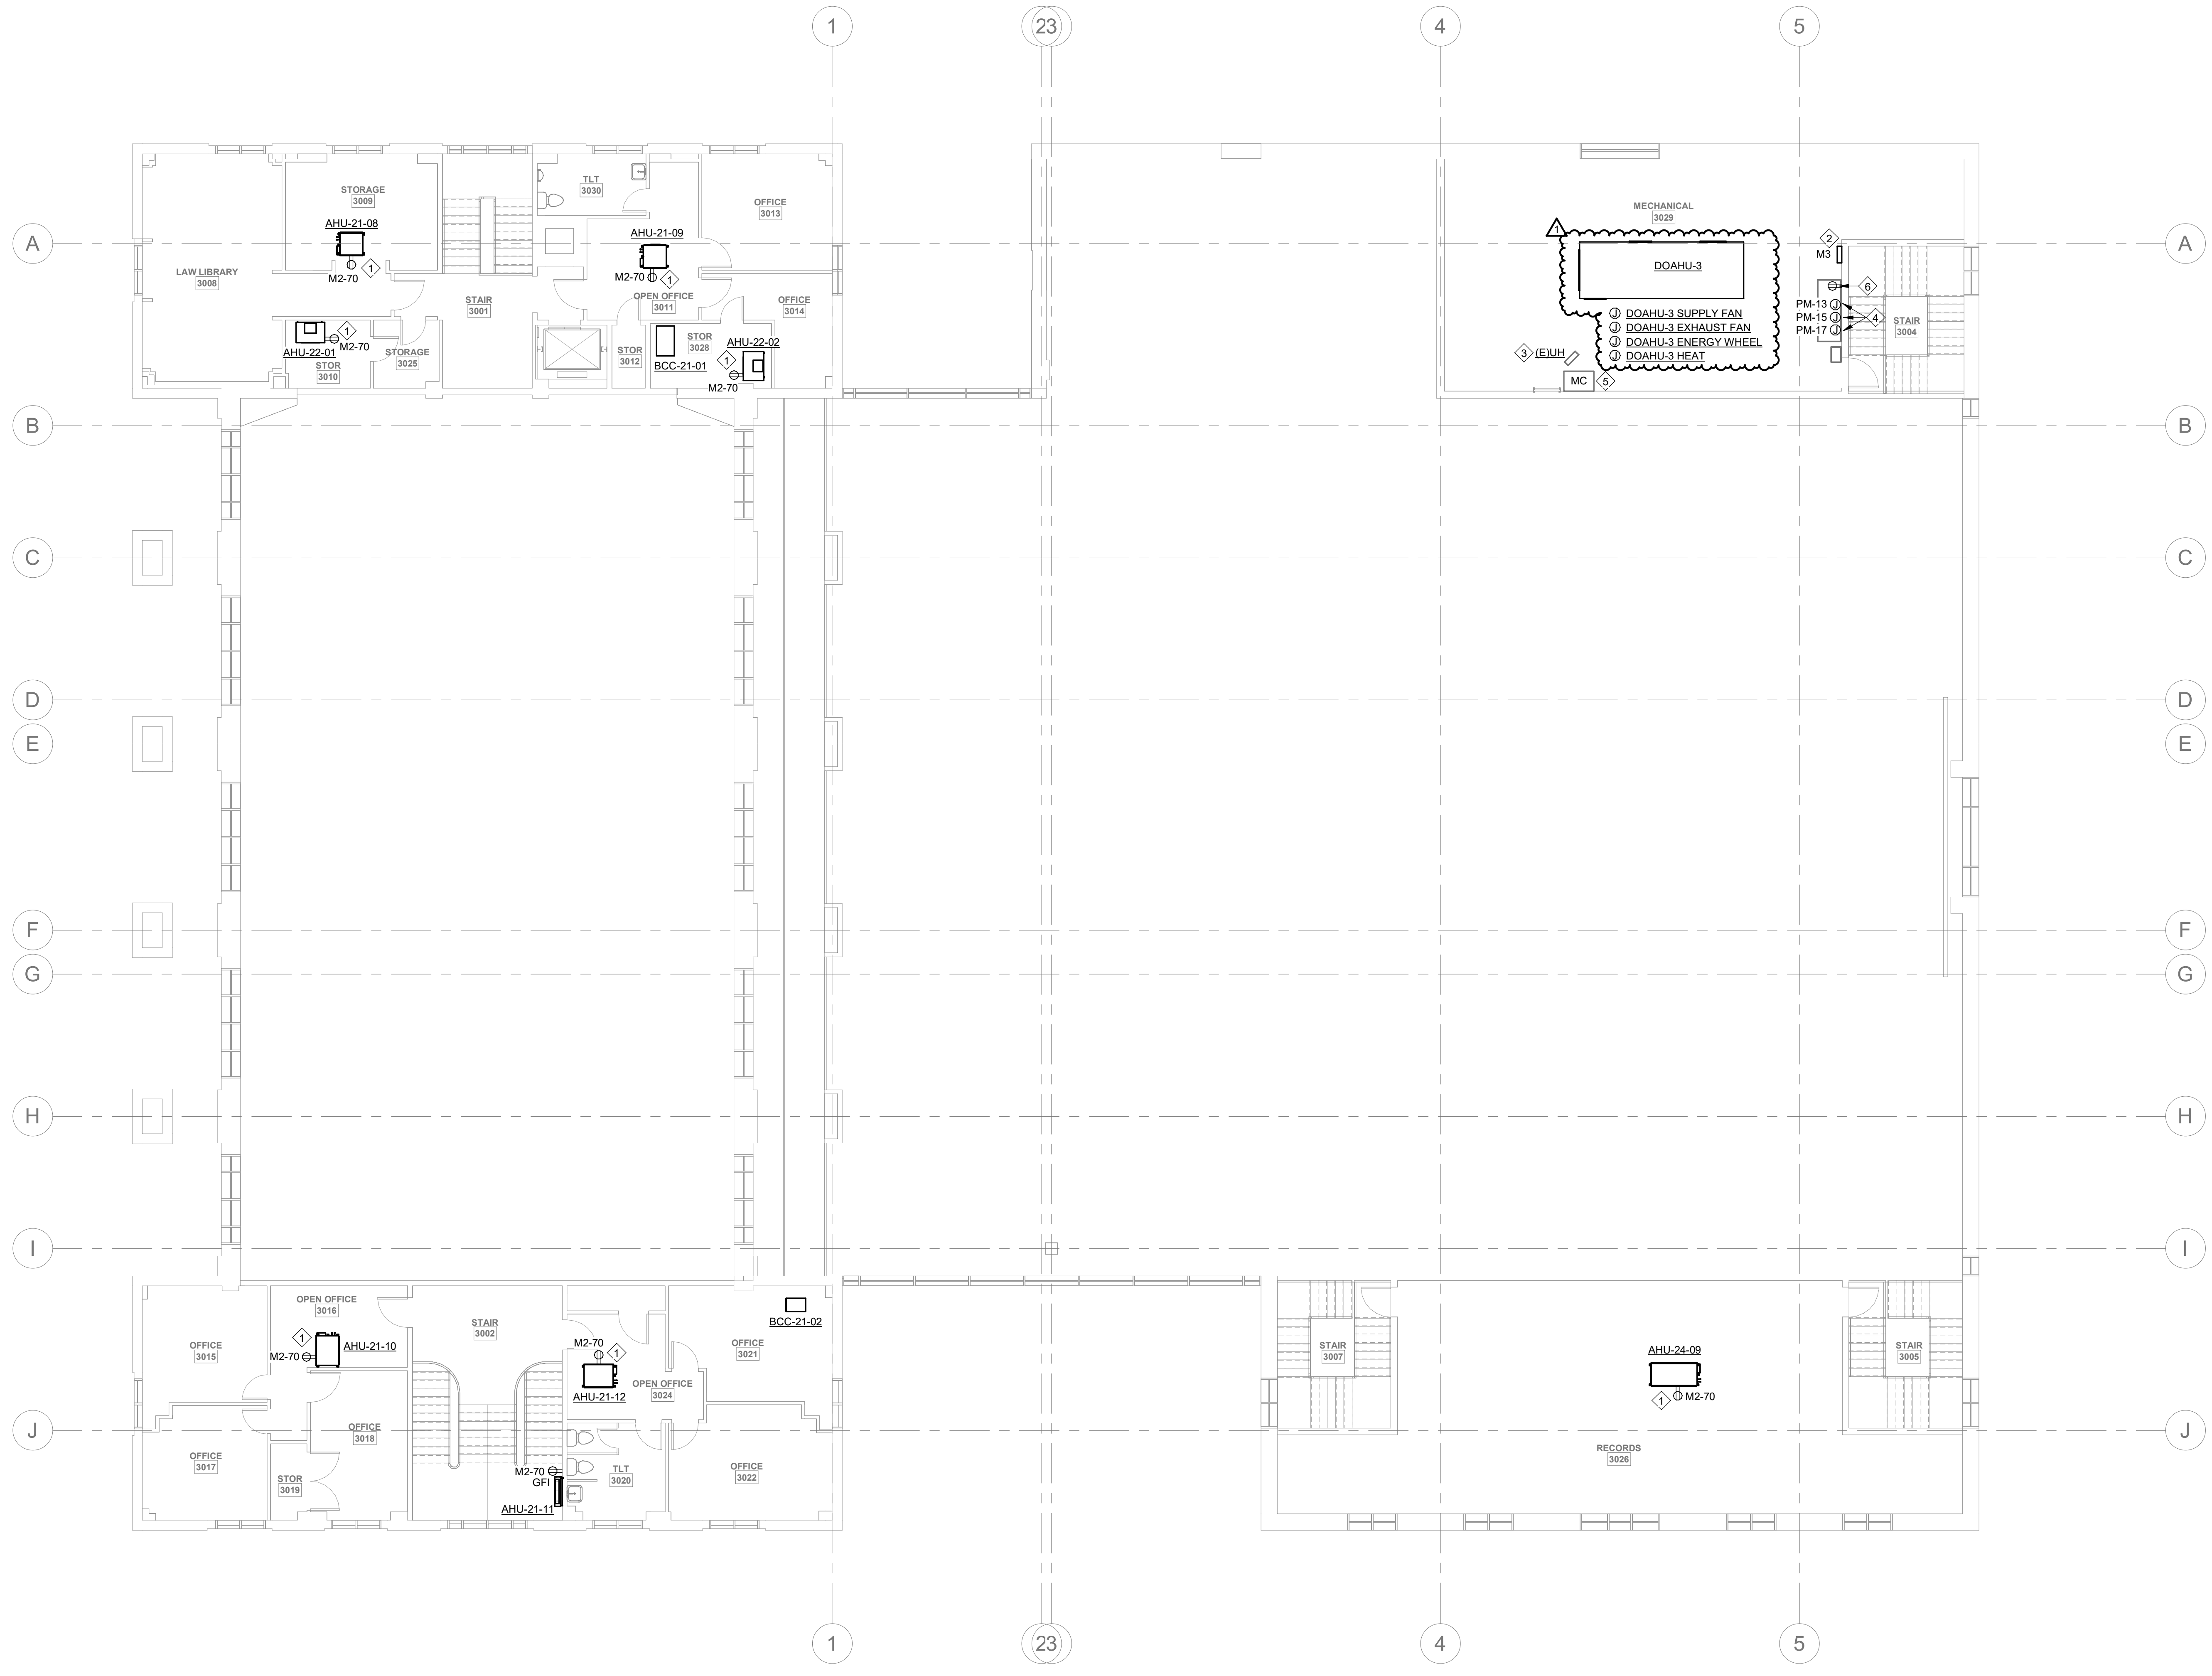 1
2
3
4
5
A
A
TLT
3030
STORAGE
3009
OFFICE
3013
MECHANICAL
3029
AHU-21-08
AHU-21-09
1
2
M3
DOAHU-3
LAW LIBRARY
3008
M2-70
1
M2-70
1
6
STAIR
3001
OPEN OFFICE
3011
OFFICE
3014
PM-13
PM-15
PM-17
4
STAIR
3004
J DOAHU-3 SUPPLY FAN
J DOAHU-3 EXHAUST FAN
J DOAHU-3 ENERGY WHEEL
J DOAHU-3 HEAT
J
J
J
1
M2-70
AHU-22-01
STOR
3010
STORAGE
3025
STOR
3012
STOR
3028
BCC-21-01
AHU-22-02
1
M2-70
3
(E)UH
MC
5
B
B
C
C
D
D
E
E
F
F
G
G
H
H
I
I
OPEN OFFICE
3016
STAIR
3002
BCC-21-02
1
M2-70
AHU-21-10
M2-70
1
OFFICE
3015
OFFICE
3021
STAIR
3007
AHU-24-09
STAIR
3005
AHU-21-12
OPEN OFFICE
3024
1
M2-70
J
J
OFFICE
3018
OFFICE
3017
STOR
3019
M2-70
GFI
AHU-21-11
TLT
3020
OFFICE
3022
RECORDS
3026
1
2
3
4
5